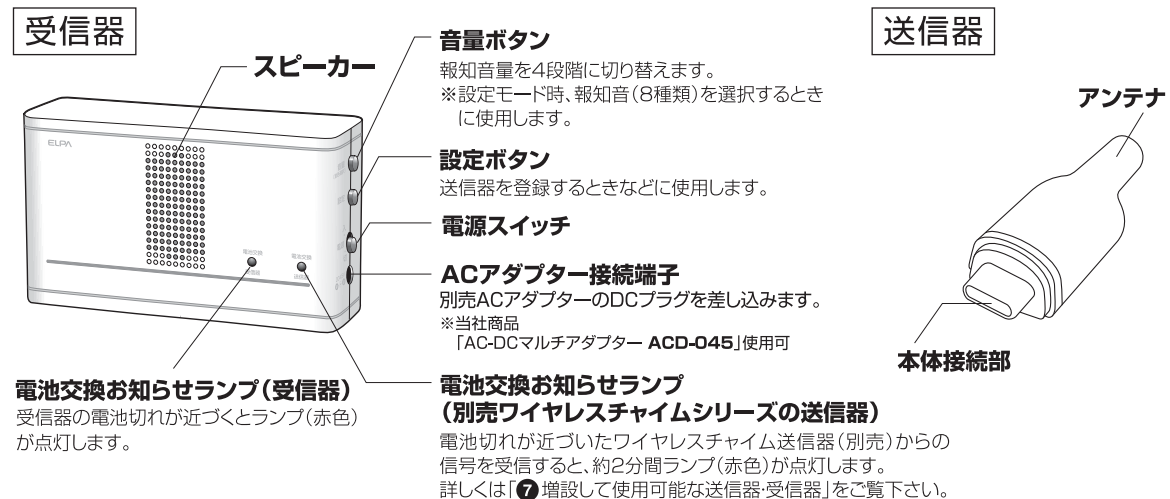 受信器
スピーカー
ELPA
電池交換
受信器
電池交換
送信器
音量ボタン
報知音量を4段階に切り替えます。
※設定モード時、報知音(8種類)を選択するとき
に使用します。
設定ボタン
送信器を登録するときなどに使用します。
電源スイッチ
ACアダプター接続端子
別売ACアダプターのDCプラグを差し込みます。
※当社商品
「AC-DCマルチアダプター ACD-045」使用可
電池交換お知らせランプ(受信器)
受信器の電池切れが近づくとランプ(赤色)
が点灯します。
電池交換お知らせランプ
(別売ワイヤレスチャイムシリーズの送信器)
電池切れが近づいたワイヤレスチャイム送信器(別売)からの
信号を受信すると、約2分間ランプ(赤色)が点灯します。
詳しくは「❼増設して使用可能な送信器・受信器」をご覧下さい。
送信器
アンテナ
本体接続部